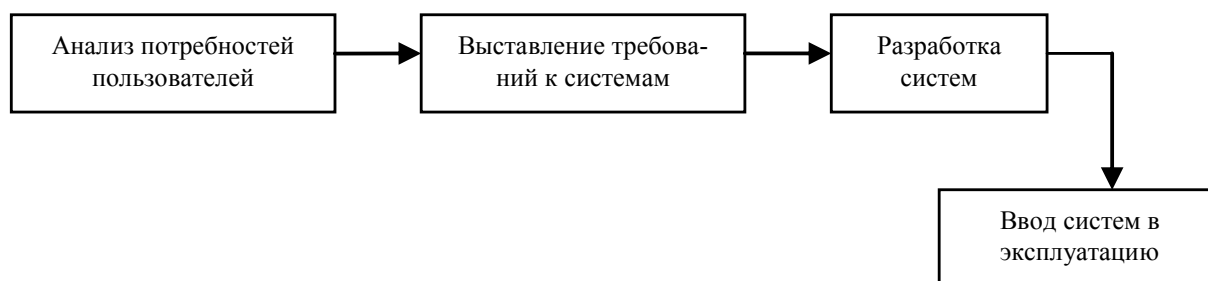 Анализ потребностей
пользователей
Выставление требова-
ний к системам
Разработка
систем
Ввод систем в
эксплуатацию